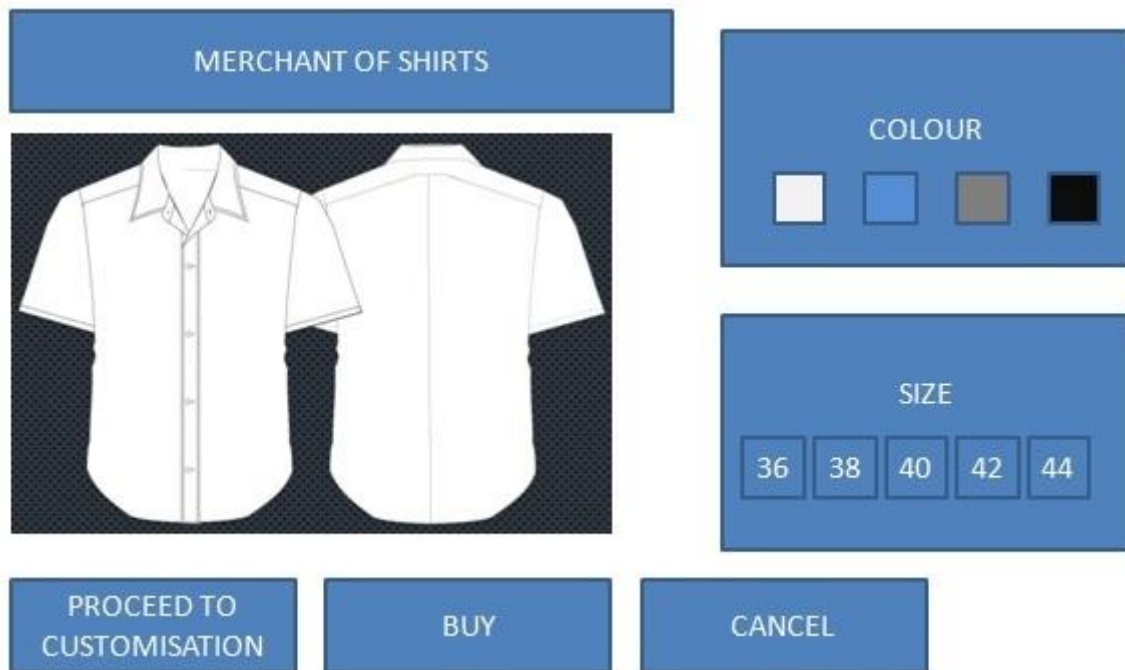 MERCHANT OF SHIRTS
COLOUR
SIZE
36 38 40 42 44
PROCEED TO
CUSTOMISATION
BUY
CANCEL